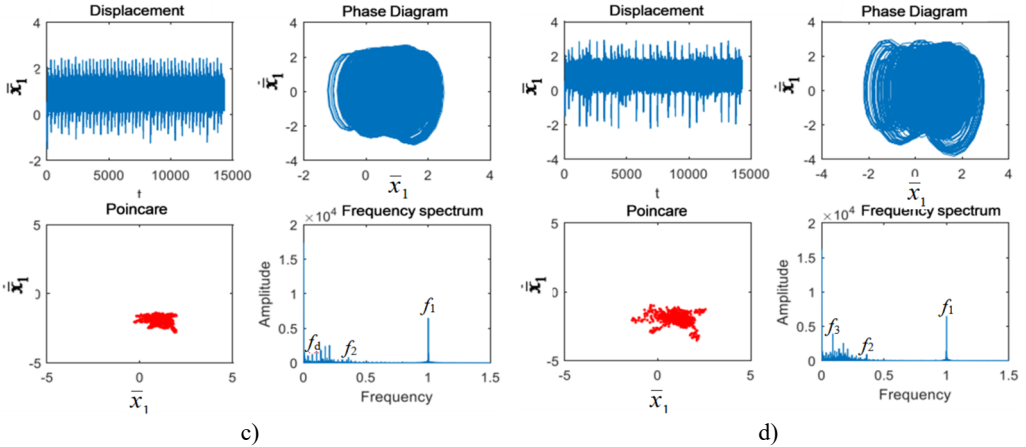 Displacement
4
2
0
-2
0 5000 10000 15000
t
x̄̇₁
Phase Diagram
4
2
0
-2
-4
-2 0 2 4
x̄₁
x̄̇₁
Poincare
5
0
-5
-5 0 5
x̄₁
×10⁴ Frequency spectrum
2
1.5
1
0.5
0
0 0.5 1 1.5
Amplitude
Frequency
f_d
f₂
f₁
c)
Displacement
4
2
0
-2
-4
0 5000 10000 15000
t
x̄₁
Phase Diagram
4
2
0
-2
-4
-4 -2 0 2 4
x̄₁
x̄̇₁
Poincare
5
0
-5
-5 0 5
x̄₁
×10⁴ Frequency spectrum
2
1.5
1
0.5
0
0 0.5 1 1.5
Amplitude
Frequency
f₃
f₂
f₁
d)